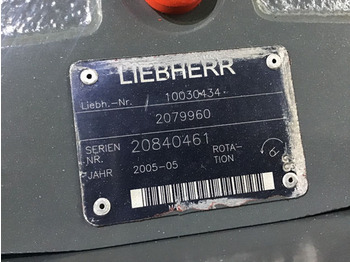 LIEBHERR
Liebh.-Nr. 10030434
2079960
SERIEN NR. 20840461 ROTA-TION
JAHR 2005-05